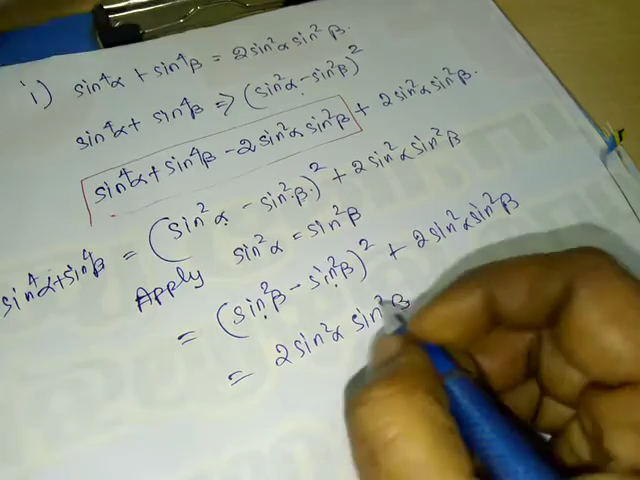 i) sin⁴α + sin⁴β = 2sin²α sin²β.
sin⁴α + sin⁴β => (sin²α - sin²β)²
sin⁴α + sin⁴β - 2sin²α sin²β + 2sin²α sin²β.
sin⁴α + sin⁴β = (sin²α - sin²β)² + 2sin²α sin²β
Apply sin²α = sin²β
= (sin²β - sin²β)² + 2sin²α sin²β
= 2sin²α sin²β